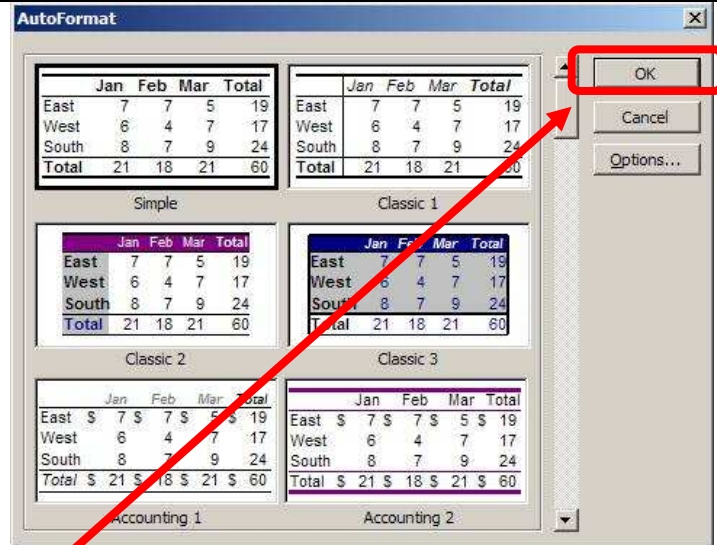 AutoFormat
OK
Cancel
Options...
Jan Feb Mar Total
East 7 7 5 19
West 6 4 7 17
South 8 7 9 24
Total 21 18 21 60
Simple
Jan Feb Mar Total
East 7 7 5 19
West 6 4 7 17
South 8 7 9 24
Total 21 18 21 60
Classic 1
Jan Feb Mar Total
East 7 7 5 19
West 6 4 7 17
South 8 7 9 24
Total 21 18 21 60
Classic 2
Jan Feb Mar Total
East 7 7 5 19
West 6 4 7 17
South 8 7 9 24
Total 21 18 21 60
Classic 3
Jan Feb Mar Total
East $ 7 $ 7 $ 5 $ 19
West 6 4 7 17
South 8 7 9 24
Total $ 21 $ 18 $ 21 $ 60
Accounting 1
Jan Feb Mar Total
East $ 7 $ 7 $ 5 $ 19
West 6 4 7 17
South 8 7 9 24
Total $ 21 $ 18 $ 21 $ 60
Accounting 2